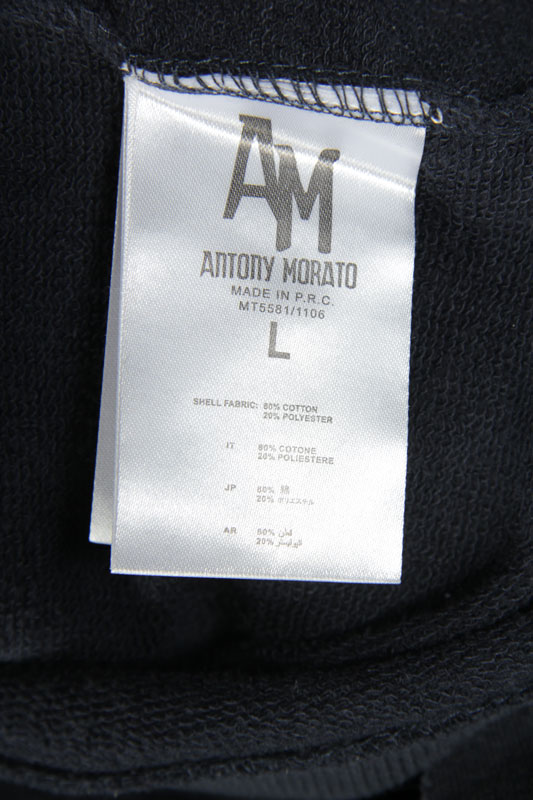 AM
ANTONY MORATO
MADE IN P.R.C.
MT5581/1106
L
SHELL FABRIC: 80% COTTON
20% POLYESTER
IT 80% COTONE
20% POLIESTERE
JP 80% 綿
20% ポリエステル
AR 80% قطن
20% البوليستر